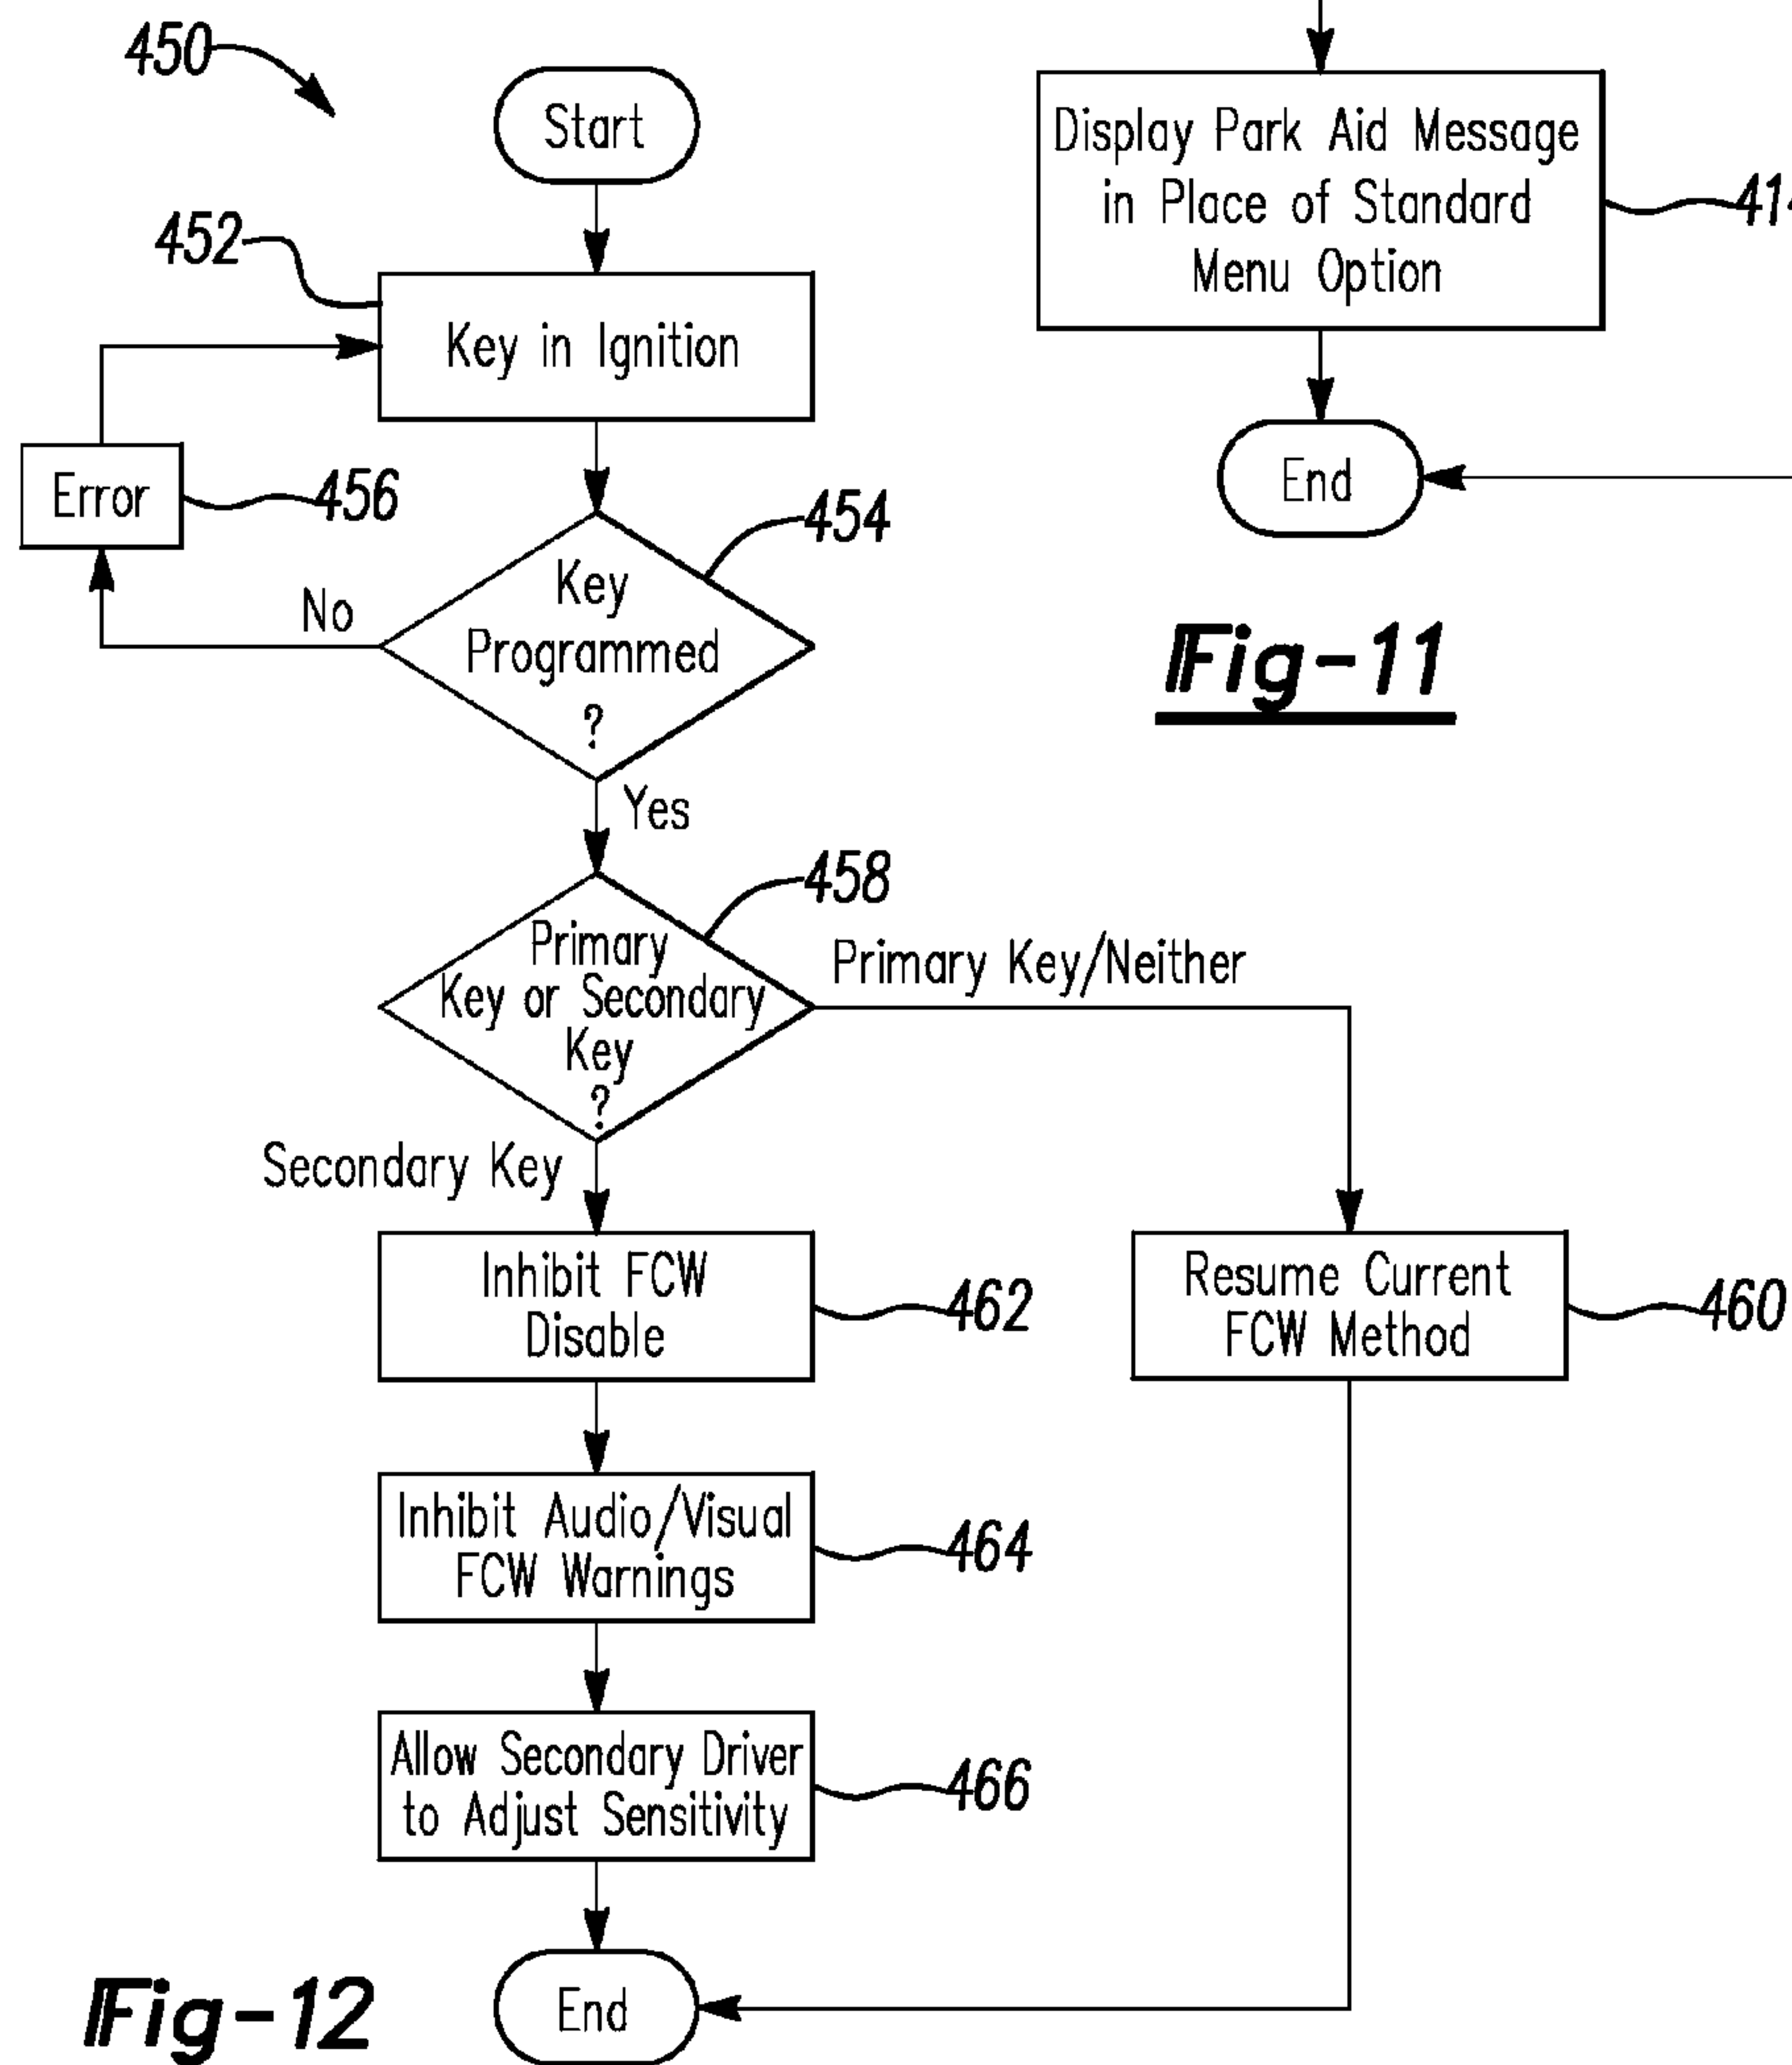 450
Start
452
Key in Ignition
Error
456
454
Key
Programmed
?
No
Yes
458
Primary
Key or Secondary
Key
?
Primary Key/Neither
Secondary Key
Inhibit FCW
Disable
462
Resume Current
FCW Method
460
Inhibit Audio/Visual
FCW Warnings
464
Allow Secondary Driver
to Adjust Sensitivity
466
End
Fig-12
Display Park Aid Message
in Place of Standard
Menu Option
End
Fig-11